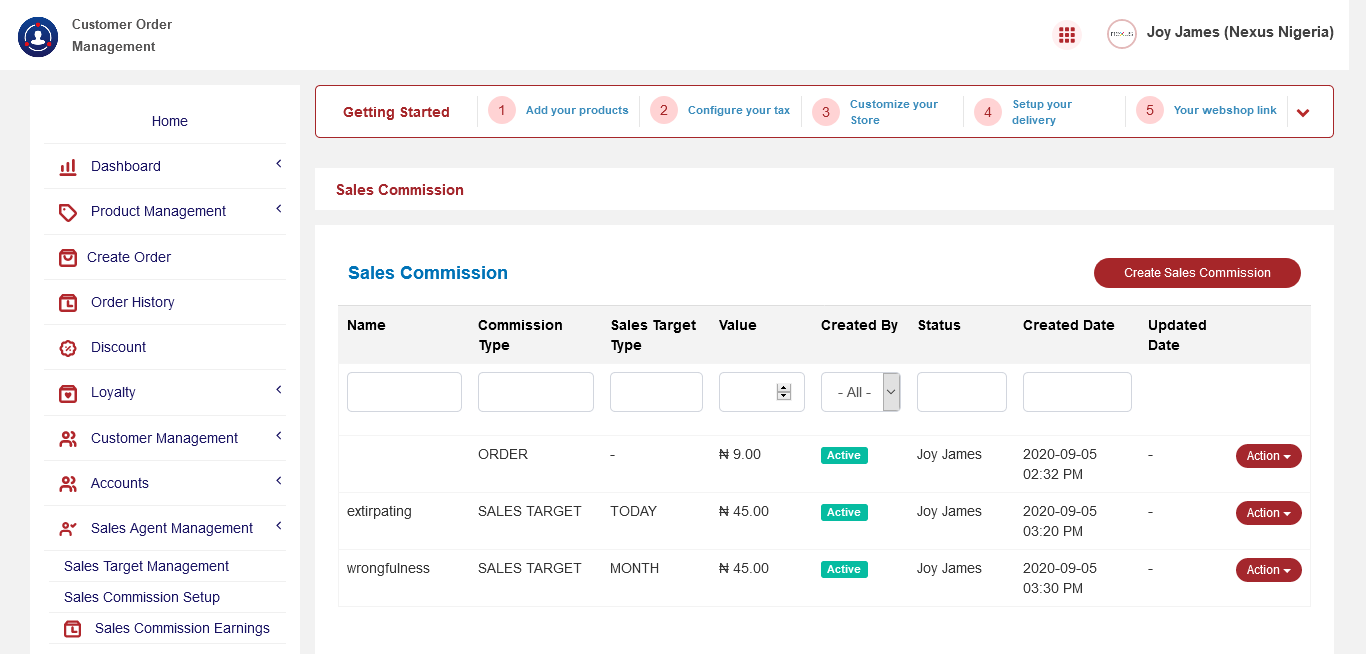 Customer Order
Management
nexus
Joy James (Nexus Nigeria)
Home
Dashboard
Product Management
Create Order
Order History
Discount
Loyalty
Customer Management
Accounts
Sales Agent Management
Sales Target Management
Sales Commission Setup
Sales Commission Earnings
Getting Started
1 Add your products
2 Configure your tax
3 Customize your
Store
4 Setup your
delivery
5 Your webshop link
Sales Commission
Sales Commission
Create Sales Commission
Name Commission Sales Target Value Created By Status Created Date Updated
Type Type Date
- All -
ORDER - ₦ 9.00 Active Joy James 2020-09-05 - Action
02:32 PM
extirpating SALES TARGET TODAY ₦ 45.00 Active Joy James 2020-09-05 - Action
03:20 PM
wrongfulness SALES TARGET MONTH ₦ 45.00 Active Joy James 2020-09-05 - Action
03:30 PM